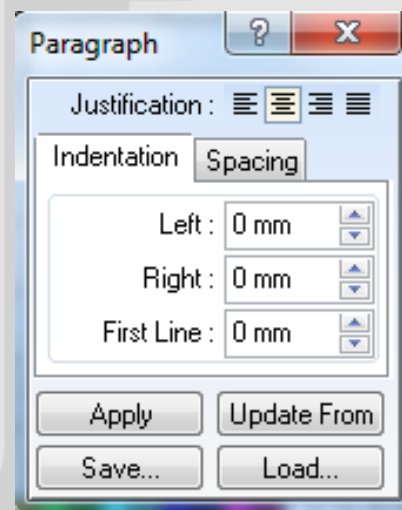 Paragraph ?
Justification :
Indentation Spacing
Left : 0 mm
Right : 0 mm
First Line : 0 mm
Apply Update From
Save... Load...